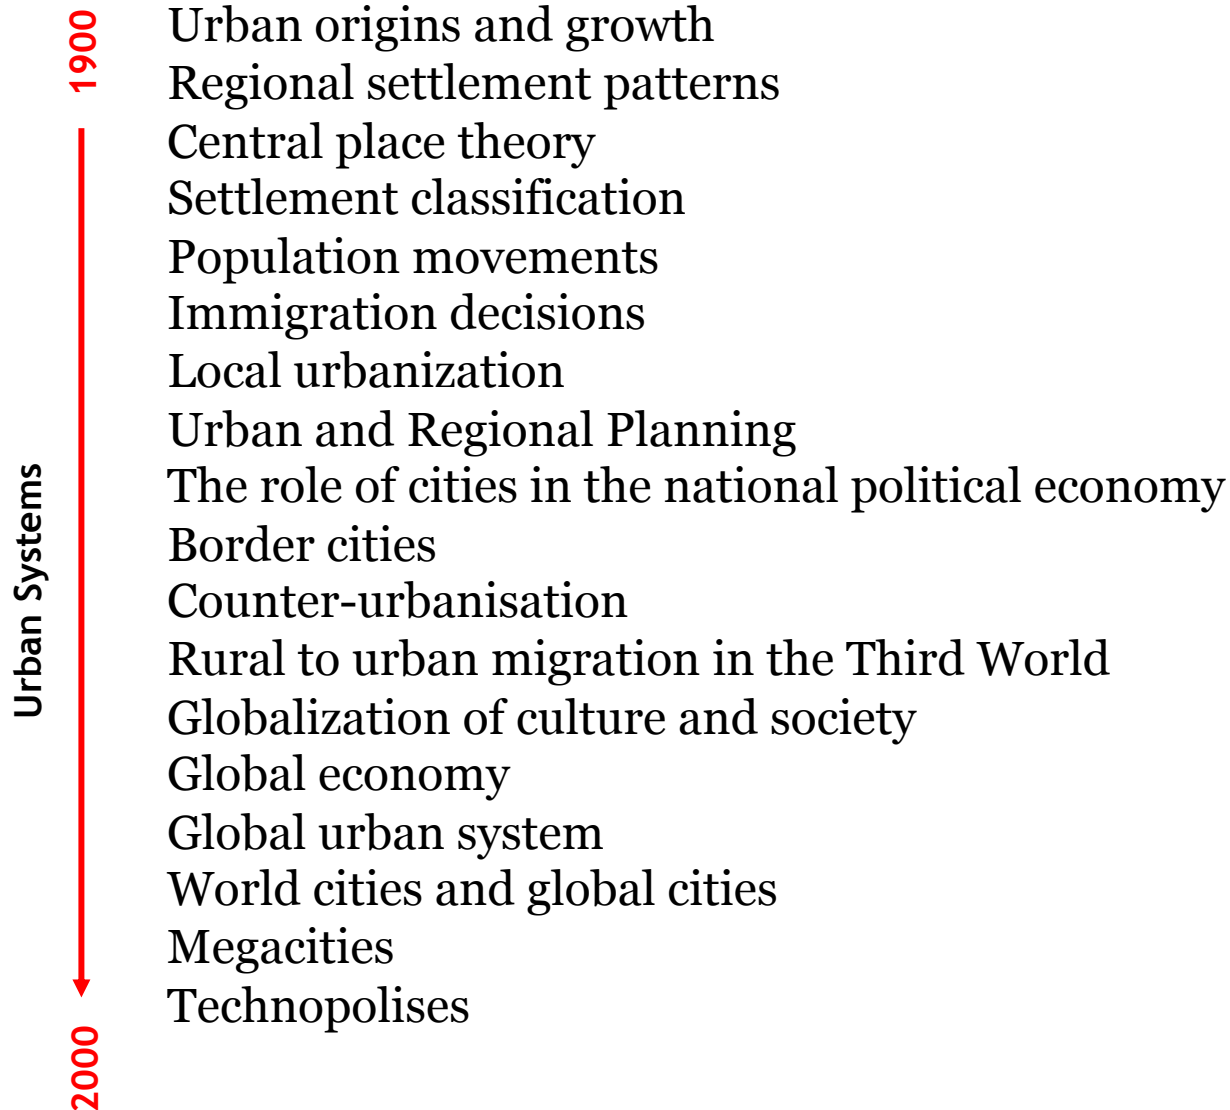 1900
Urban origins and growth
Regional settlement patterns
Central place theory
Settlement classification
Population movements
Immigration decisions
Local urbanization
Urban and Regional Planning
The role of cities in the national political economy
Border cities
Counter-urbanisation
Rural to urban migration in the Third World
Globalization of culture and society
Global economy
Global urban system
World cities and global cities
Megacities
Technopolises
Urban Systems
2000